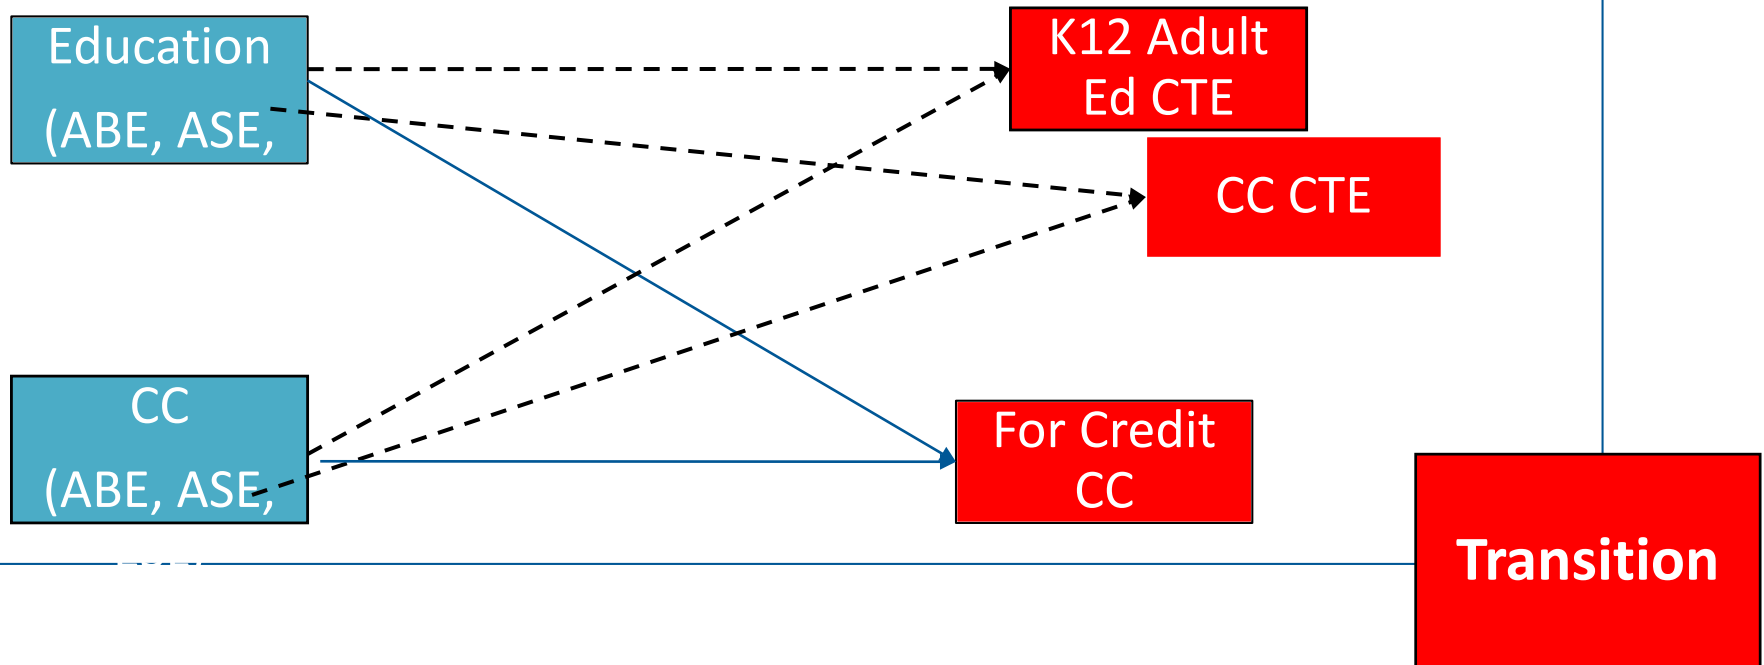 Education
(ABE, ASE,
K12 Adult
Ed CTE
CC CTE
CC
(ABE, ASE,
For Credit
CC
Transition